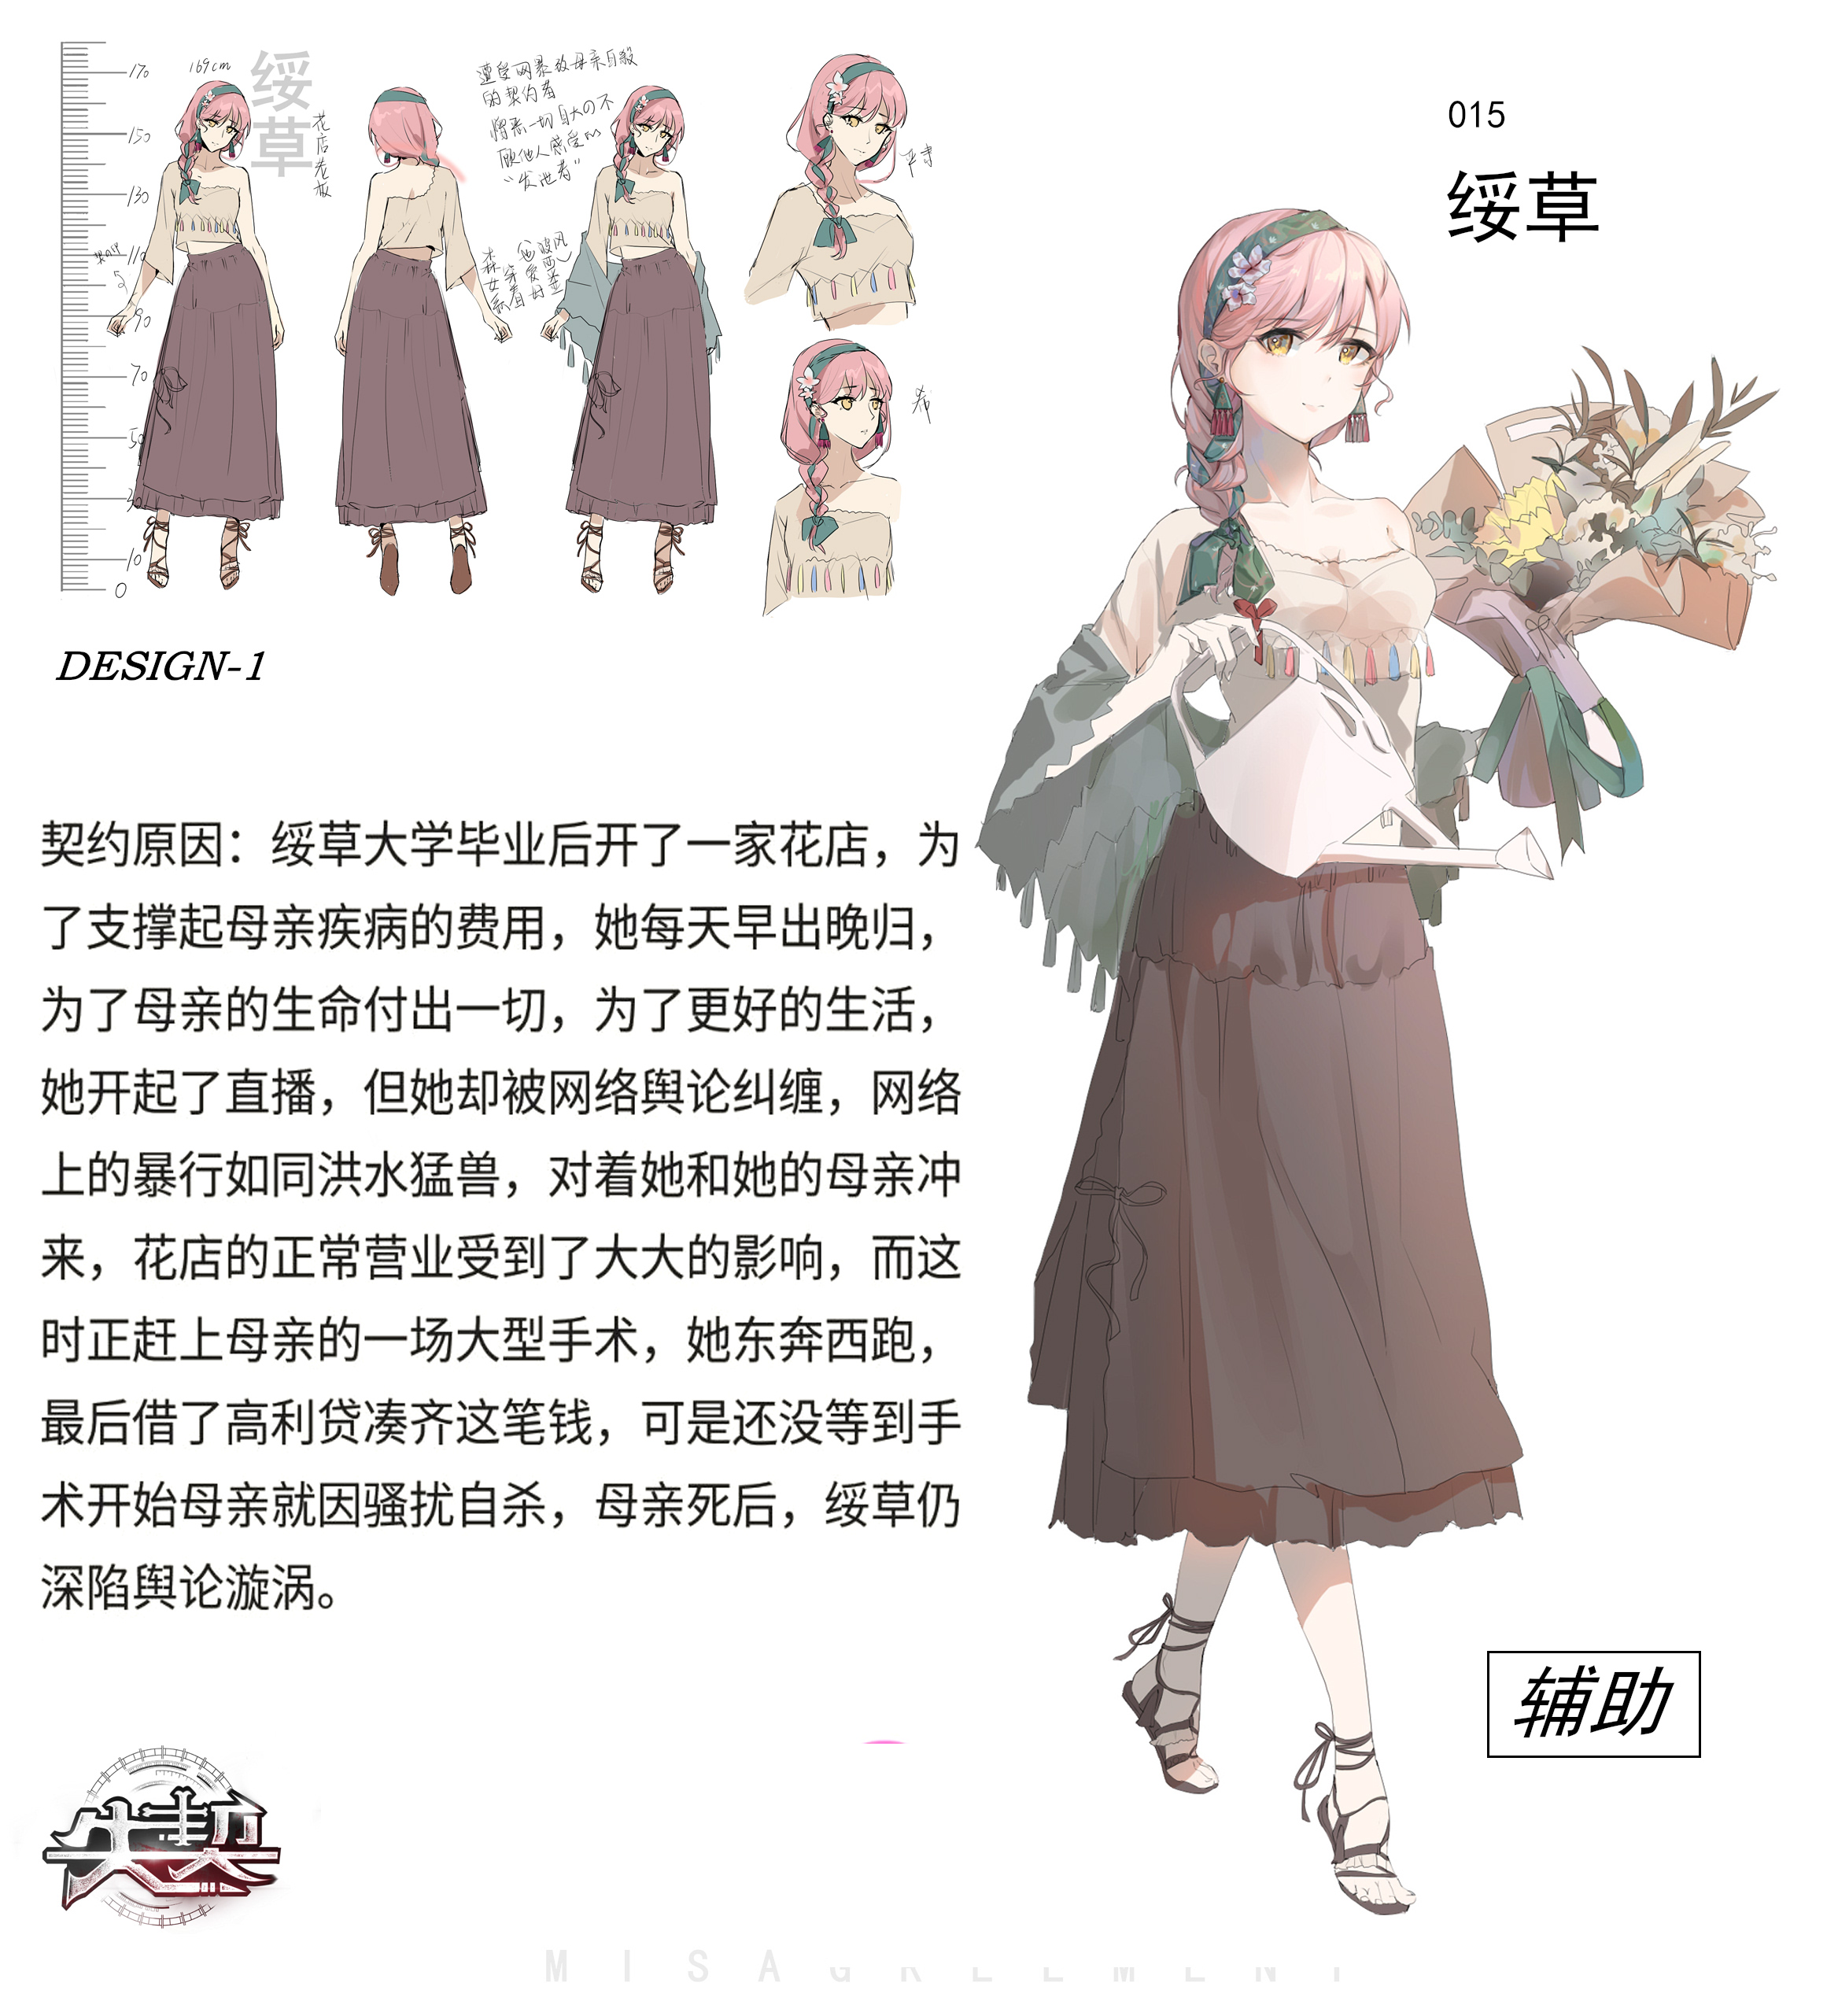 170
150
130
110
90
70
50
10
0
169cm
绥
草
花店老板
遭受网暴致母亲自殺
的契约者
憎恶一切自大の不
顾他人感受的
“发泄者”
平常
015
绥草
DESIGN-1
契约原因：绥草大学毕业后开了一家花店，为
了支撑起母亲疾病的费用，她每天早出晚归，
为了母亲的生命付出一切，为了更好的生活，
她开起了直播，但她却被网络舆论纠缠，网络
上的暴行如同洪水猛兽，对着她和她的母亲冲
来，花店的正常营业受到了大大的影响，而这
时正赶上母亲的一场大型手术，她东奔西跑，
最后借了高利贷凑齐这笔钱，可是还没等到手
术开始母亲就因骚扰自杀，母亲死后，绥草仍
深陷舆论漩涡。
辅助
失契
MISAGREEMENT